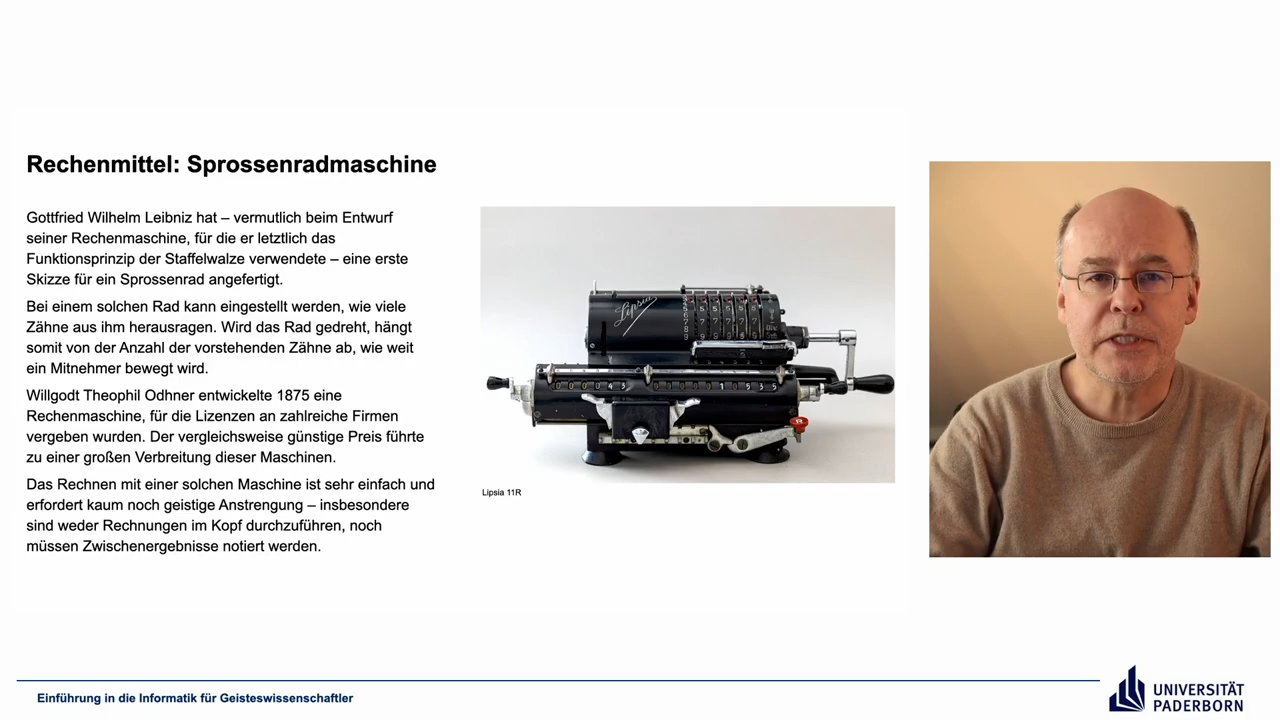 Rechenmittel: Sprossenradmaschine
Gottfried Wilhelm Leibniz hat – vermutlich beim Entwurf
seiner Rechenmaschine, für die er letztlich das
Funktionsprinzip der Staffelwalze verwendete – eine erste
Skizze für ein Sprossenrad angefertigt.
Bei einem solchen Rad kann eingestellt werden, wie viele
Zähne aus ihm herausragen. Wird das Rad gedreht, hängt
somit von der Anzahl der vorstehenden Zähne ab, wie weit
ein Mitnehmer bewegt wird.
Willgodt Theophil Odhner entwickelte 1875 eine
Rechenmaschine, für die Lizenzen an zahlreiche Firmen
vergeben wurden. Der vergleichsweise günstige Preis führte
zu einer großen Verbreitung dieser Maschinen.
Das Rechnen mit einer solchen Maschine ist sehr einfach und
erfordert kaum noch geistige Anstrengung – insbesondere
sind weder Rechnungen im Kopf durchzuführen, noch
müssen Zwischenergebnisse notiert werden.
Lipsia
Lipsia 11R
Einführung in die Informatik für Geisteswissenschaftler
UNIVERSITÄT
PADERBORN